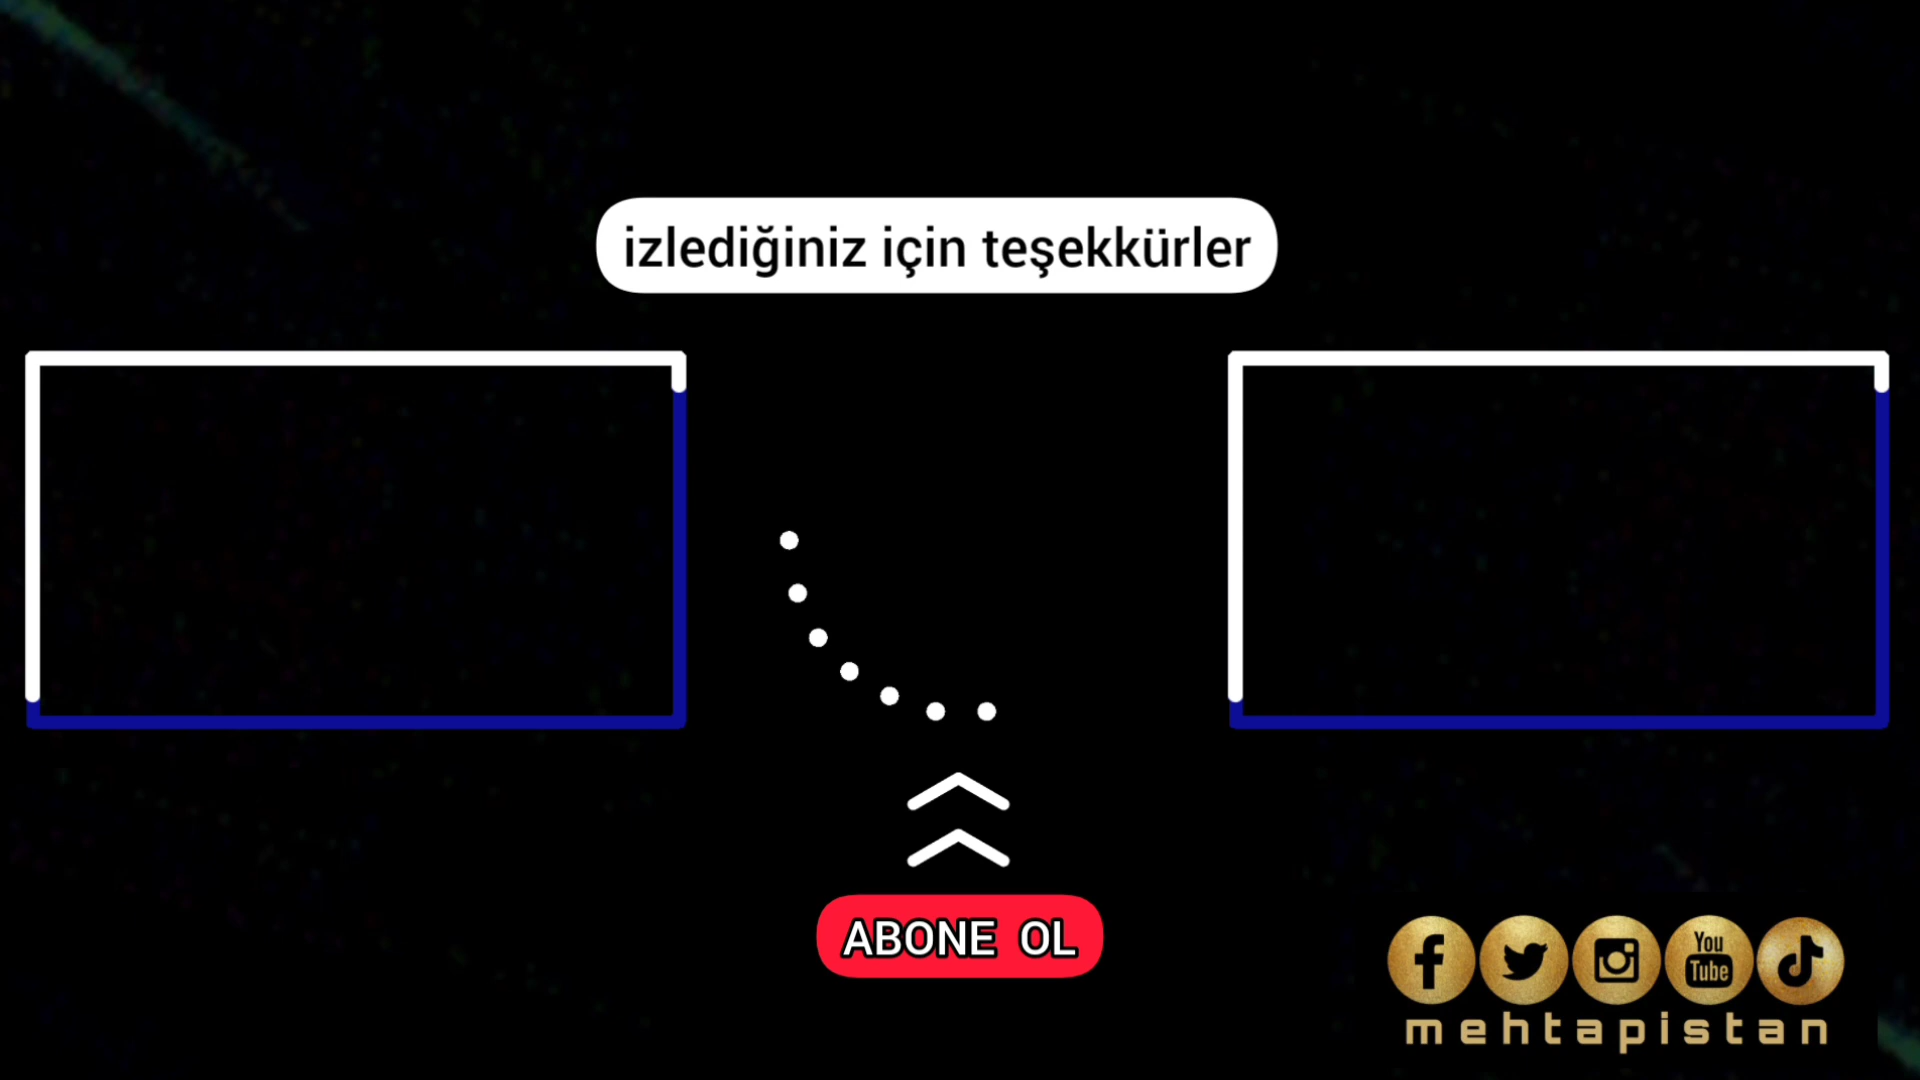 izlediğiniz için teşekkürler
ABONE OL
f
You
Tube
mehtapistan